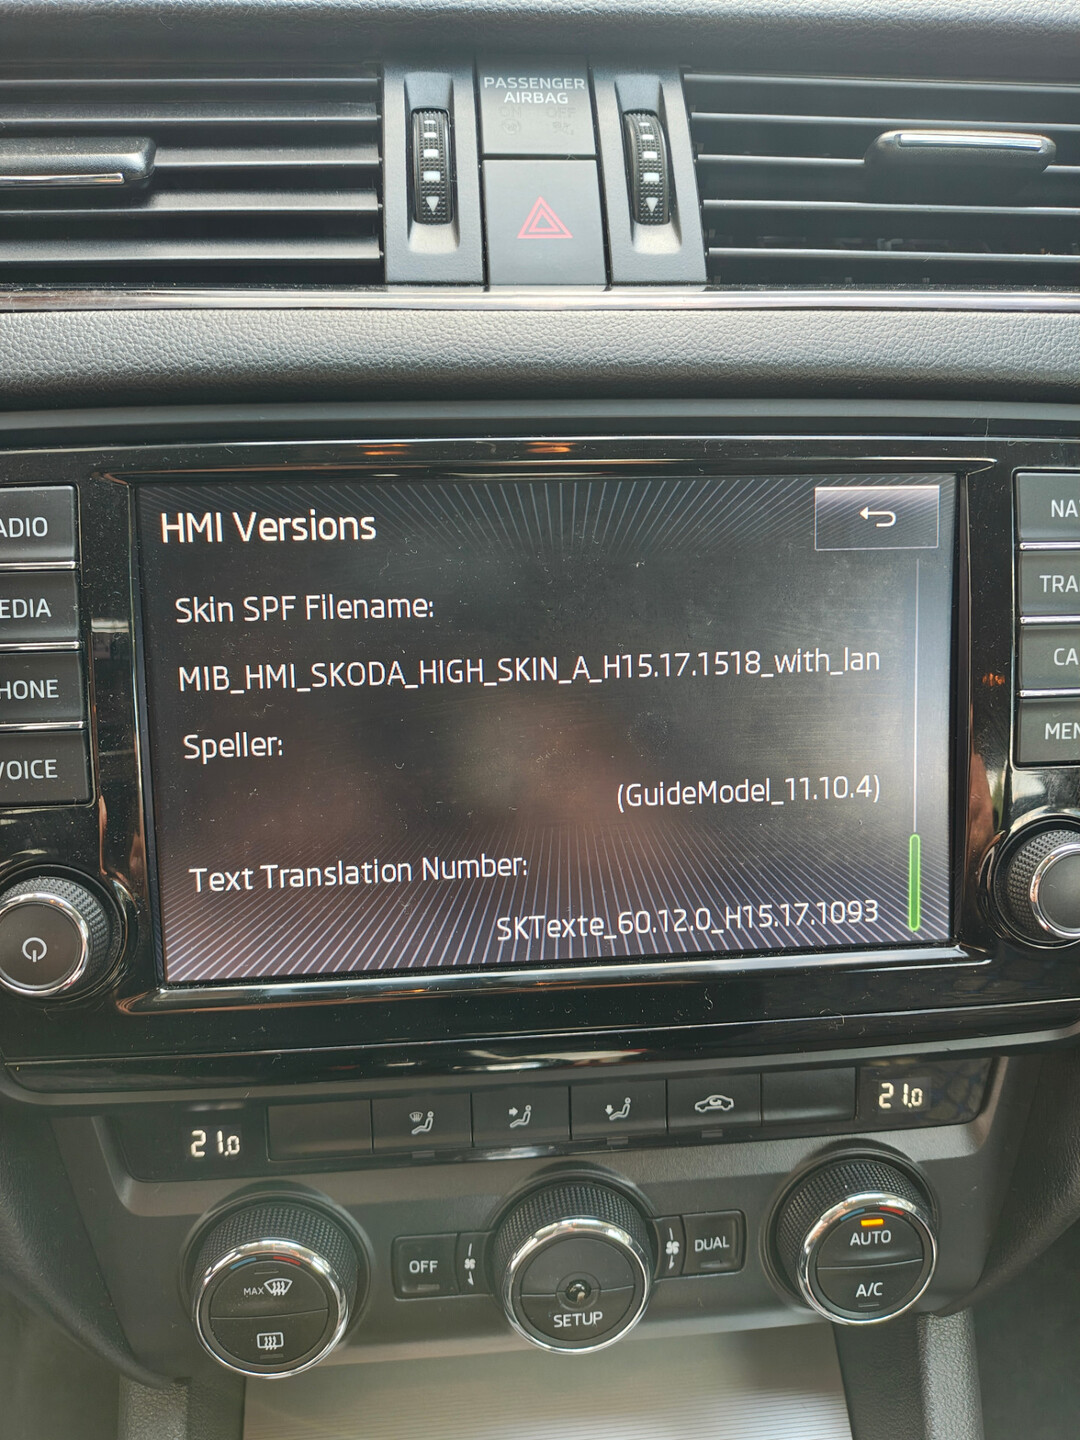 PASSENGER
AIRBAG
HMI Versions
Skin SPF Filename:
MIB_HMI_SKODA_HIGH_SKIN_A_H15.17.1518_with_lan
Speller:
(GuideModel_11.10.4)
Text Translation Number:
SKTexte_60.12.0_H15.17.1093
ADIO
EDIA
HONE
VOICE
NA
TRA
CA
MEN
21.0
21.0
MAX
OFF
SETUP
DUAL
AUTO
A/C